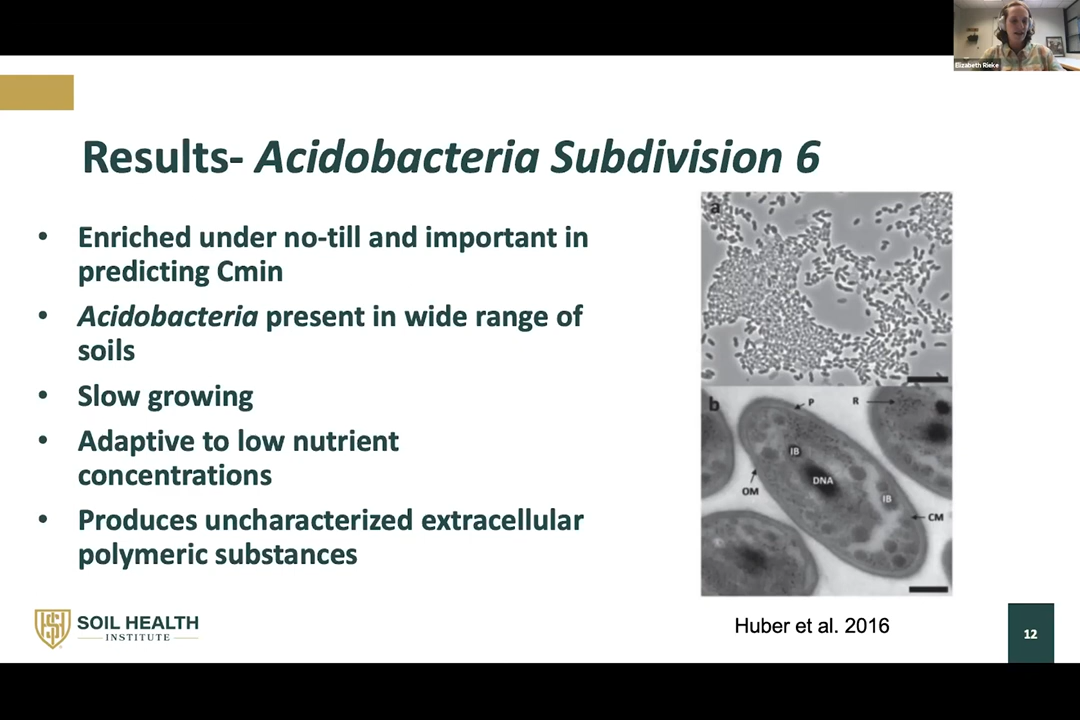 Elizabeth Rieke
Results- Acidobacteria Subdivision 6
• Enriched under no-till and important in
predicting Cmin
• Acidobacteria present in wide range of
soils
• Slow growing
• Adaptive to low nutrient
concentrations
• Produces uncharacterized extracellular
polymeric substances
a
b
P
R
IB
DNA
IB
OM
CM
Huber et al. 2016
SOIL HEALTH
INSTITUTE
12